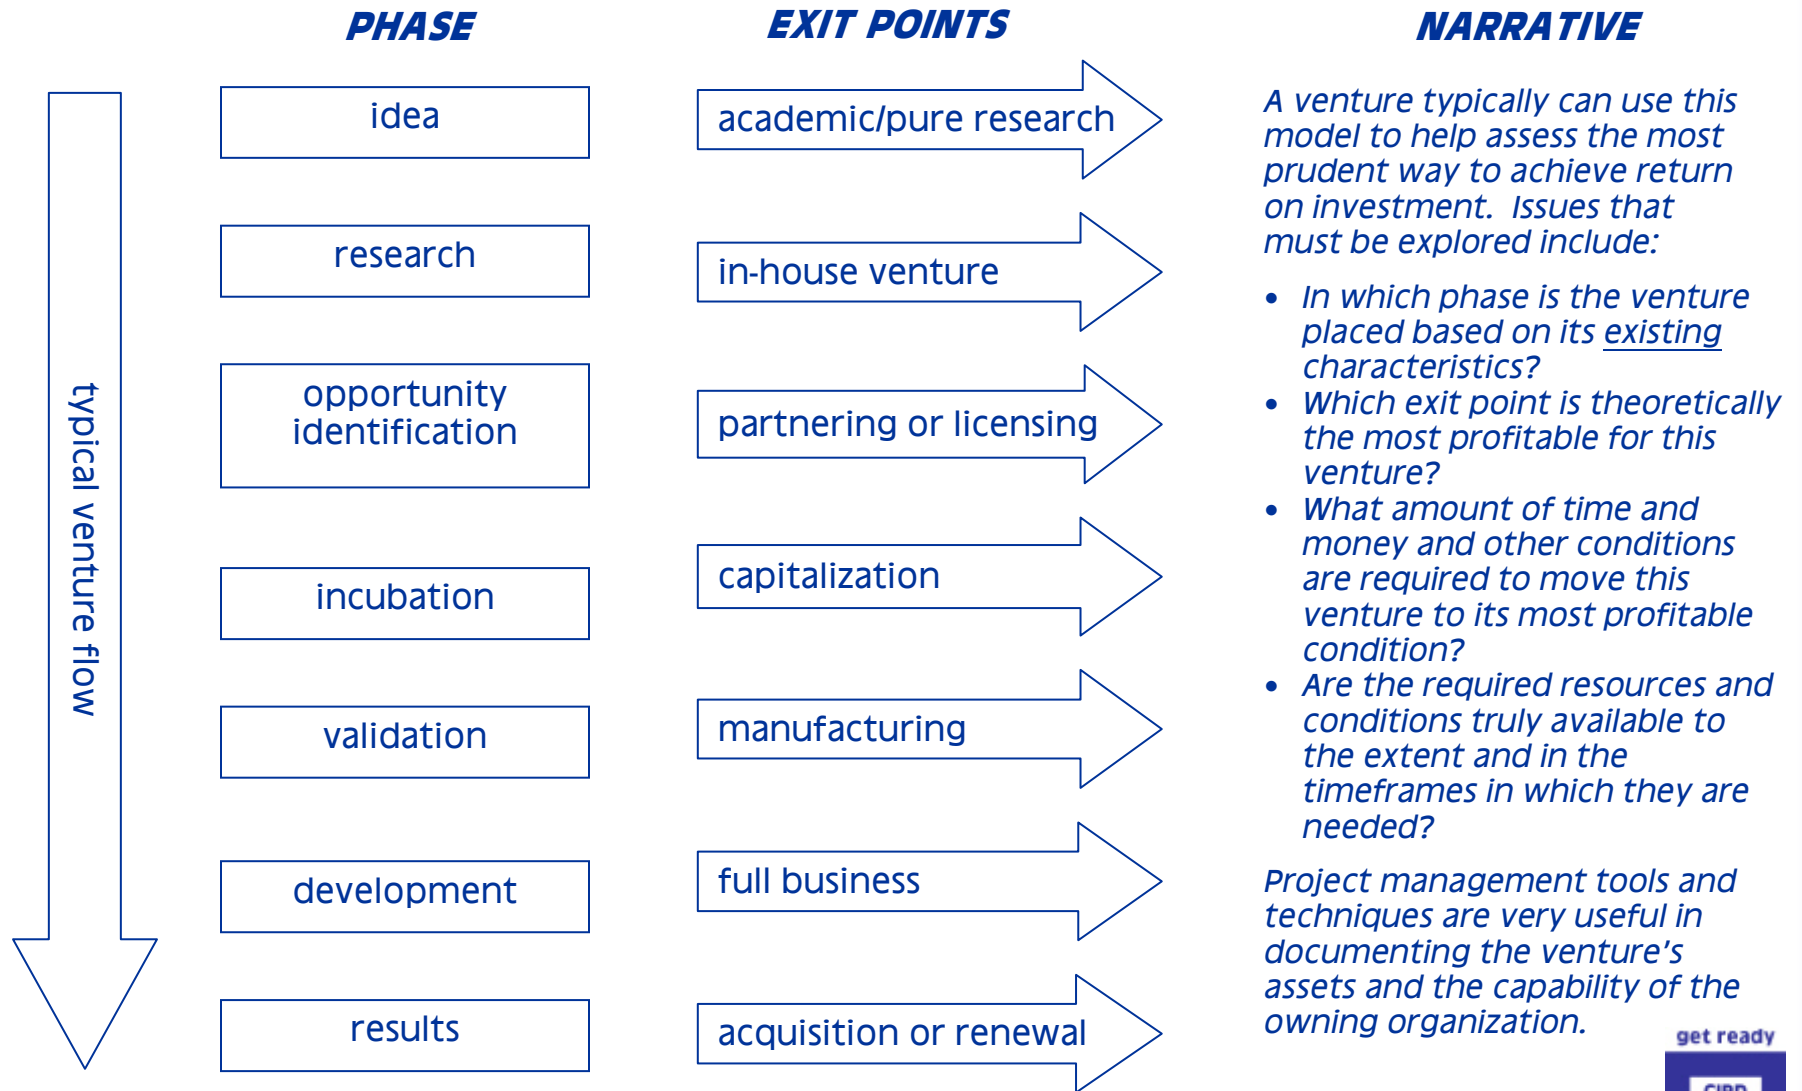 PHASE
EXIT POINTS
NARRATIVE
typical venture flow
idea
academic/pure research
research
in-house venture
opportunity
identification
partnering or licensing
incubation
capitalization
validation
manufacturing
development
full business
results
acquisition or renewal
A venture typically can use this
model to help assess the most
prudent way to achieve return
on investment. Issues that
must be explored include:
• In which phase is the venture
placed based on its existing
characteristics?
• Which exit point is theoretically
the most profitable for this
venture?
• What amount of time and
money and other conditions
are required to move this
venture to its most profitable
condition?
• Are the required resources and
conditions truly available to
the extent and in the
timeframes in which they are
needed?
Project management tools and
techniques are very useful in
documenting the venture's
assets and the capability of the
owning organization.
get ready